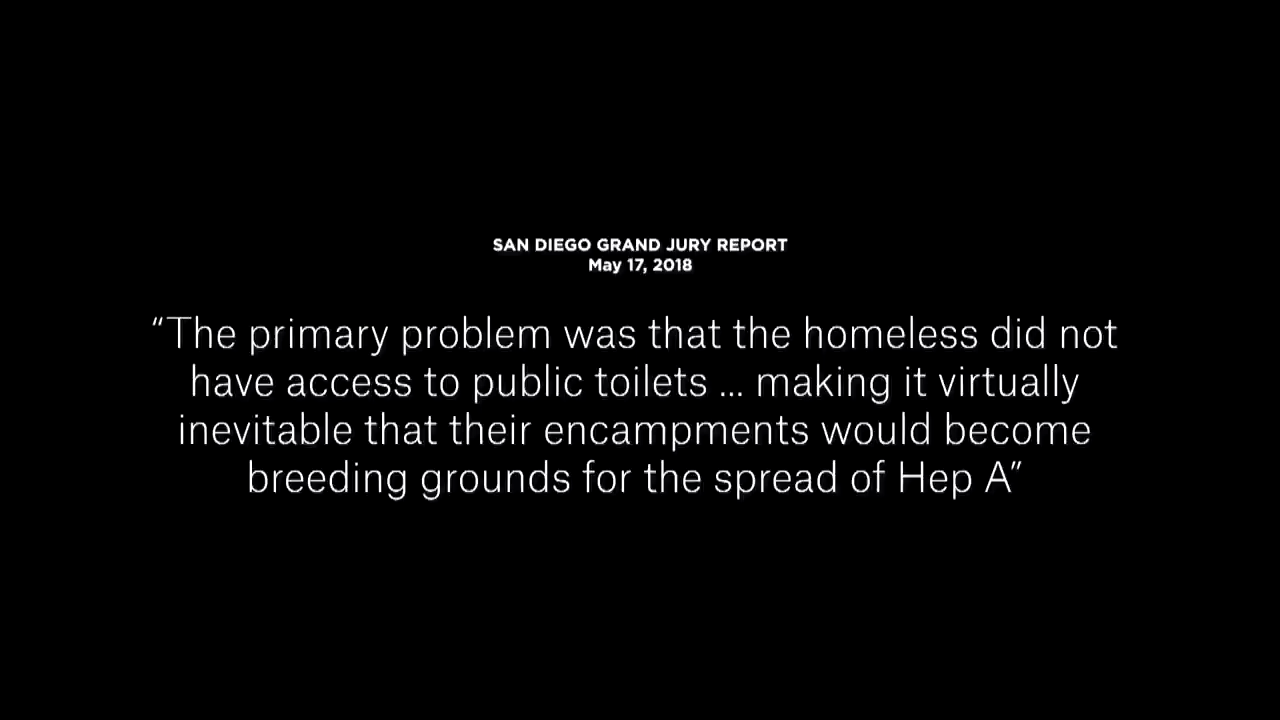 SAN DIEGO GRAND JURY REPORT
May 17, 2018
“The primary problem was that the homeless did not
have access to public toilets ... making it virtually
inevitable that their encampments would become
breeding grounds for the spread of Hep A”